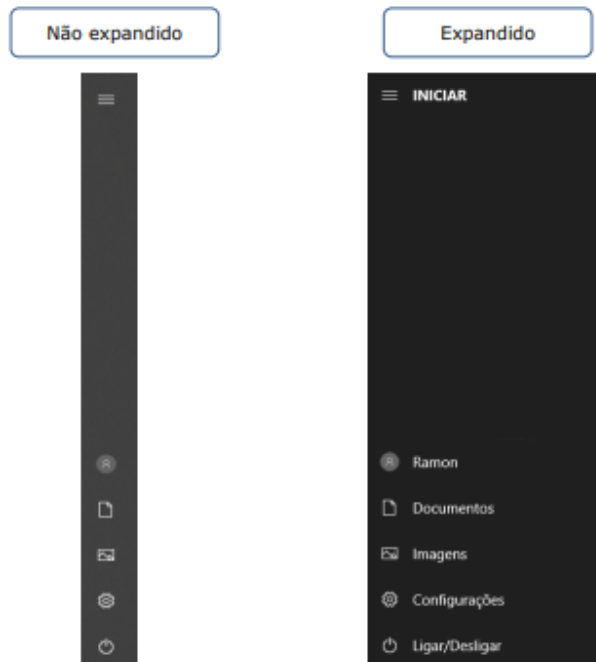 Não expandido
Expandido
INICIAR
Ramon
Documentos
Imagens
Configurações
Ligar/Desligar